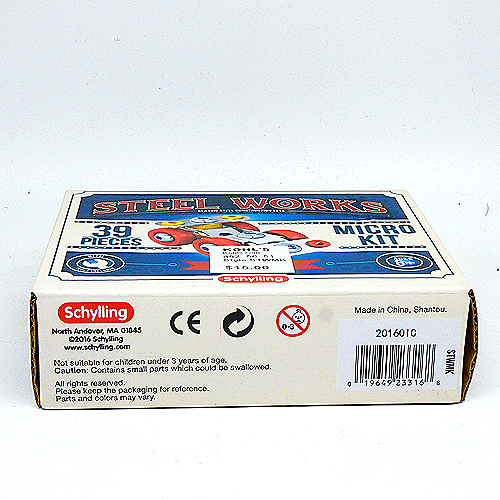 STEEL WORKS
39
PIECES
MICRO
KIT
KOHL'S
$16.00
Schylling
North Andover, MA 01845
©2016 Schylling
www.schylling.com
CE
0-3
Made in China, Shantou.
201601C
STWMK
0 19649 23316 6
Not suitable for children under 3 years of age.
Caution: Contains small parts which could be swallowed.
All rights reserved.
Please keep the packaging for reference.
Parts and colors may vary.